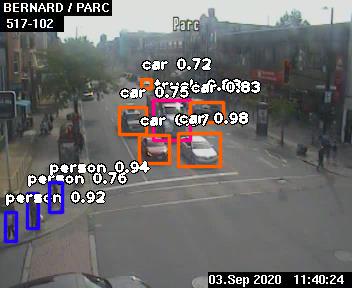 BERNARD / PARC
517-102
Parc
car 0.72
car 0.75
car 0.83
car 0.98
person 0.94
person 0.76
person 0.92
03.Sep 2020 11:40:24